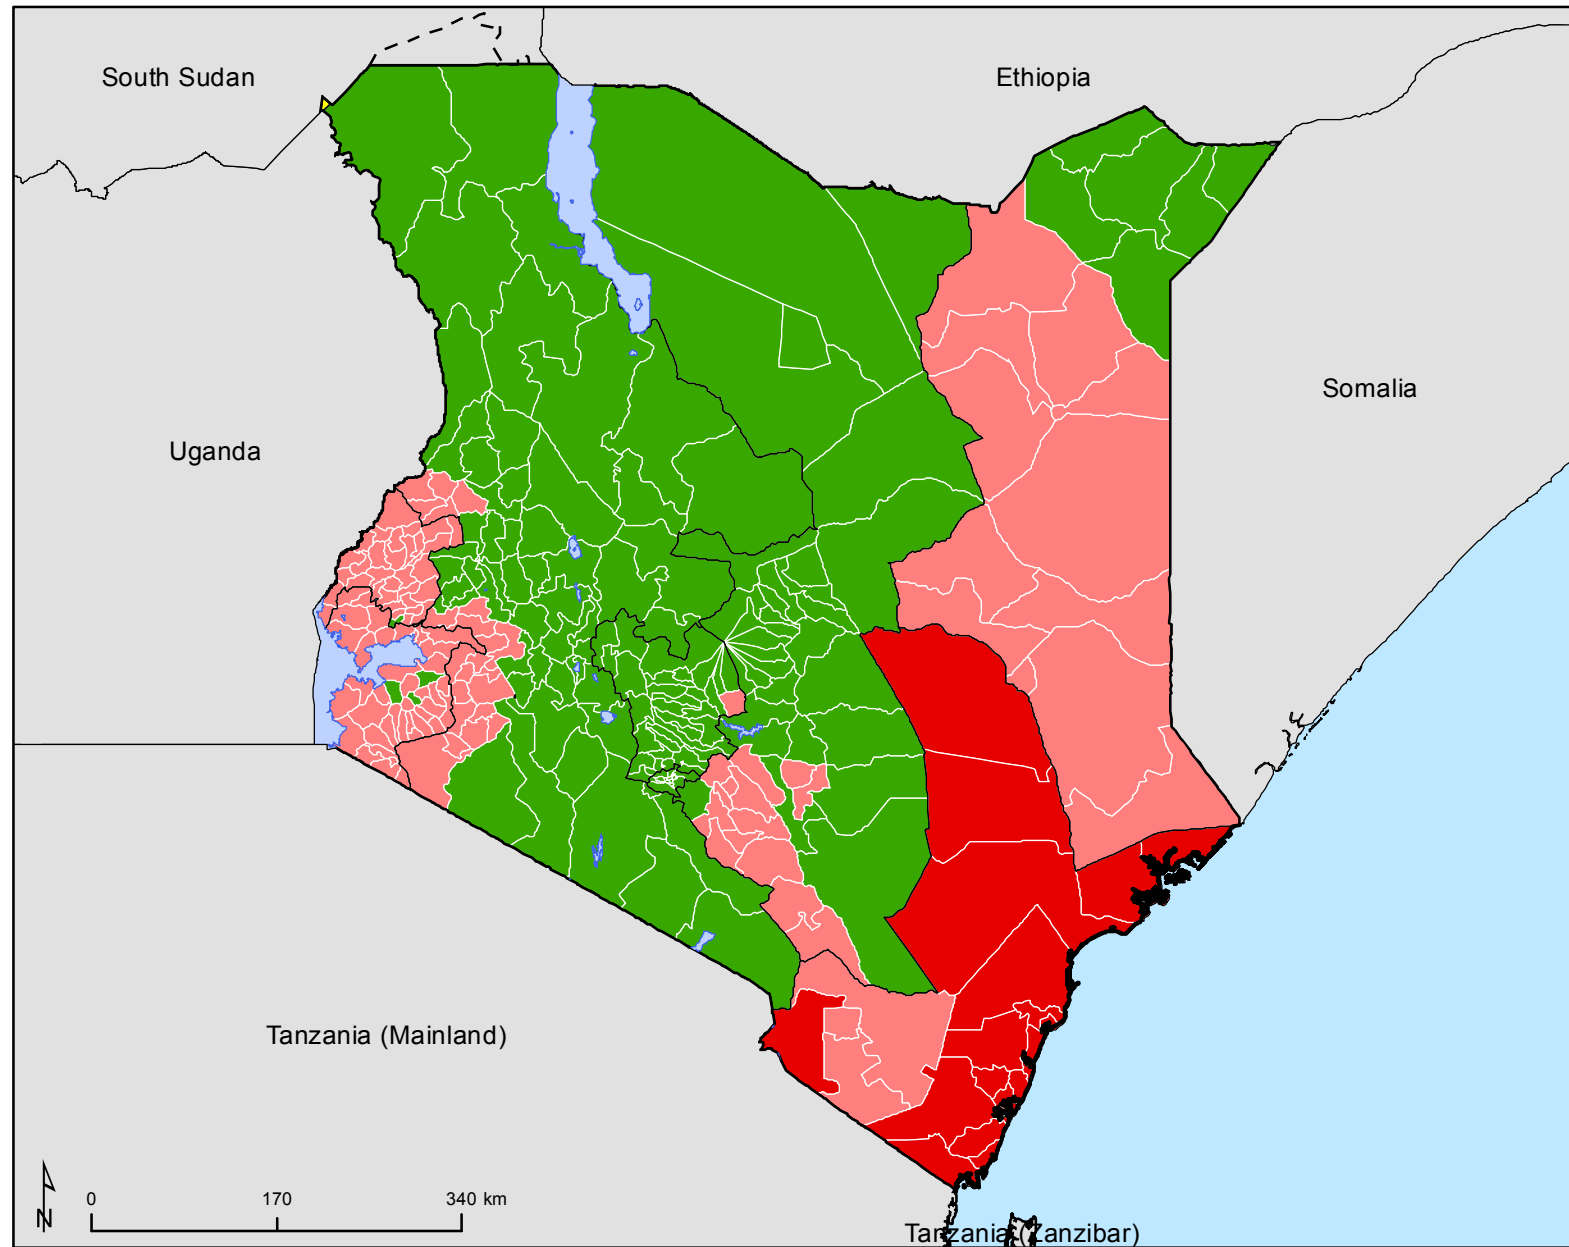 South Sudan
Ethiopia
Somalia
Uganda
Tanzania (Mainland)
N
0 170 340 km
Tanzania (Zanzibar)